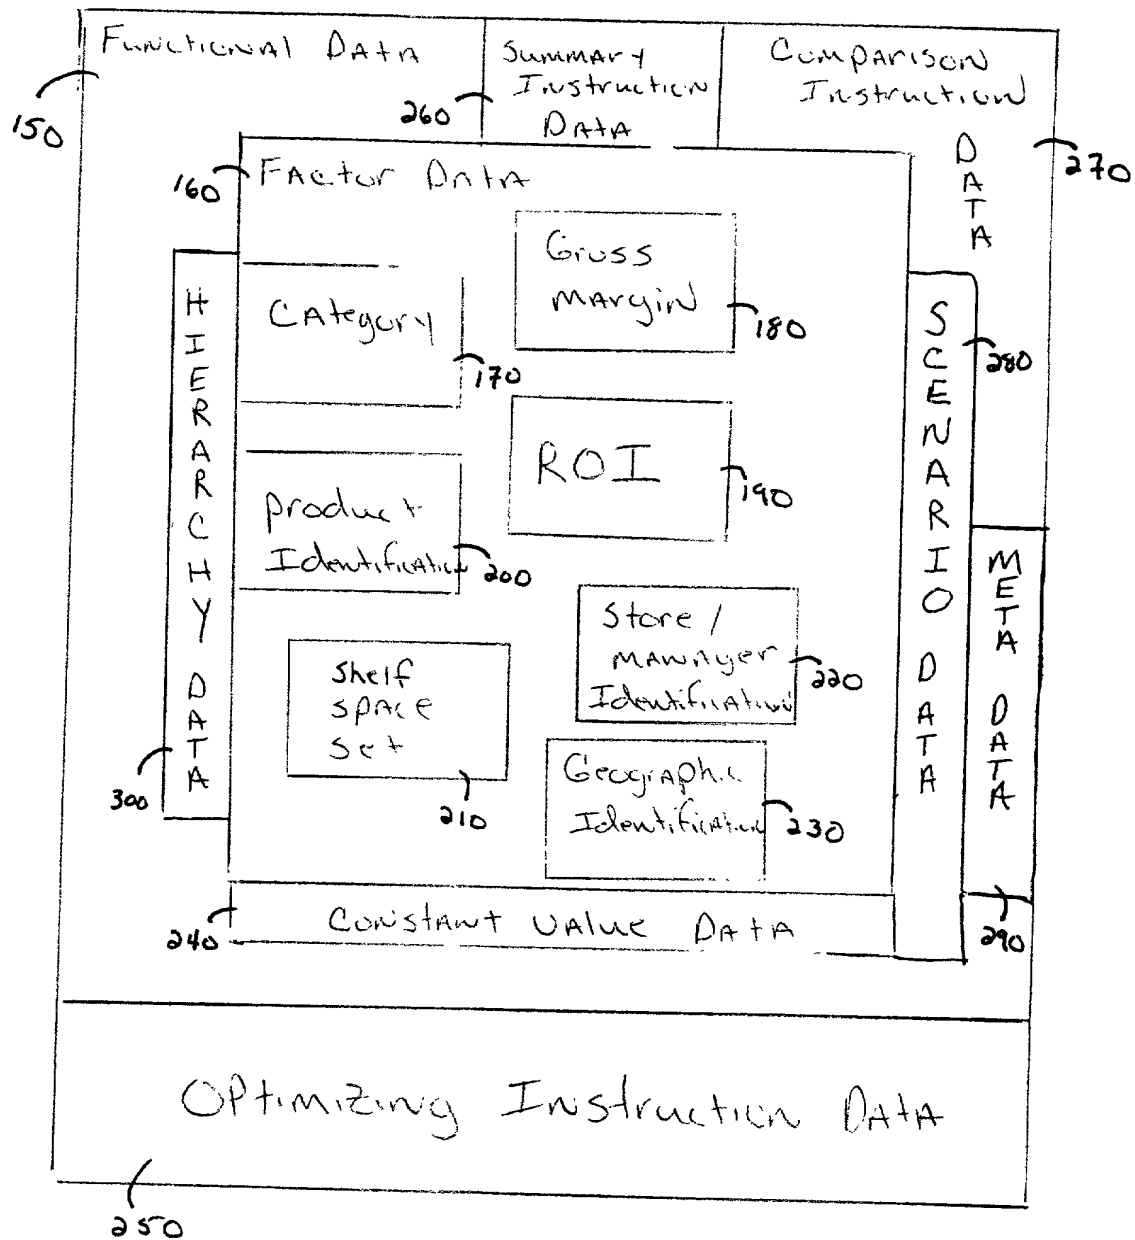 Functional Data
150
Summary
Instruction
Data
260
Comparison
Instruction
DATA
270
160
Factor Data
Gross
Margin
180
Category
170
ROI
190
Product
Identification
200
Store /
Manager
Identification
220
Shelf
Space
Set
210
Geographic
Identification
230
HIERARCHY DATA
300
SCENARIO DATA
280
META DATA
290
240
Constant Value Data
Optimizing Instruction Data
250